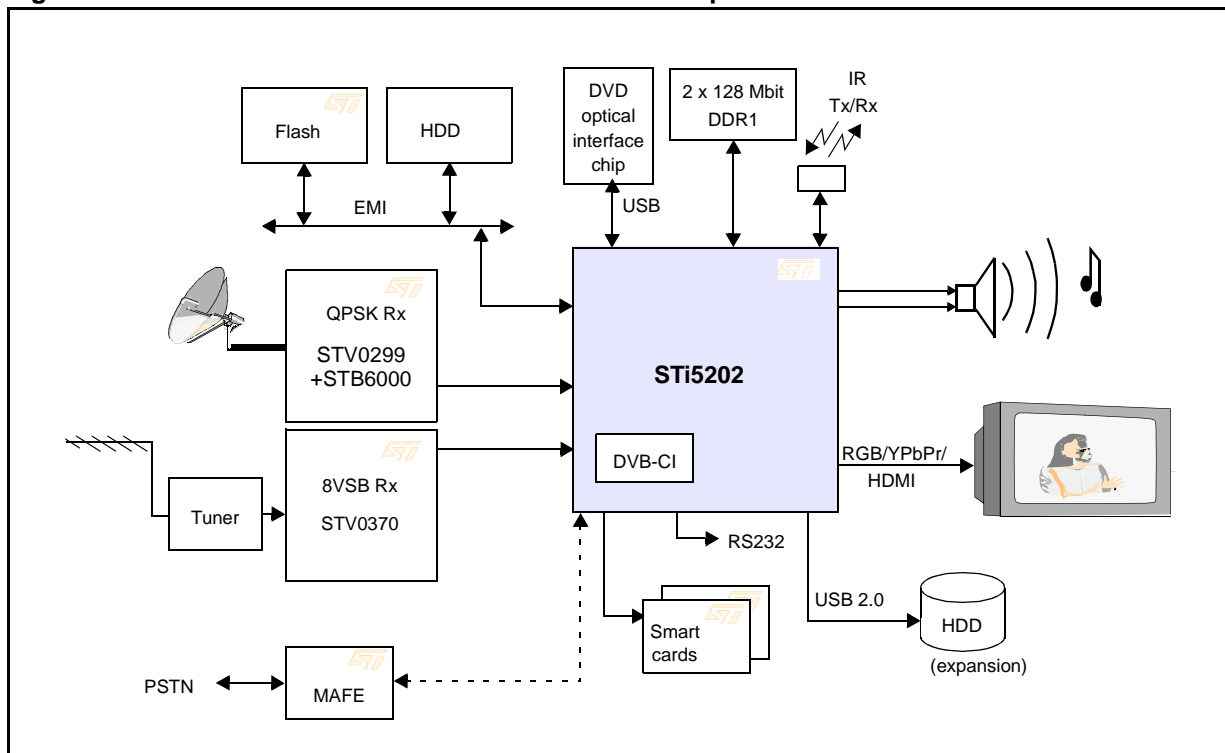 Flash
HDD
DVD
optical
interface
chip
2 x 128 Mbit
DDR1
IR
Tx/Rx
EMI
USB
QPSK Rx
STV0299
+STB6000
STi5202
DVB-CI
8VSB Rx
STV0370
Tuner
RGB/YPbPr/
HDMI
RS232
USB 2.0
HDD
(expansion)
Smart
cards
PSTN
MAFE